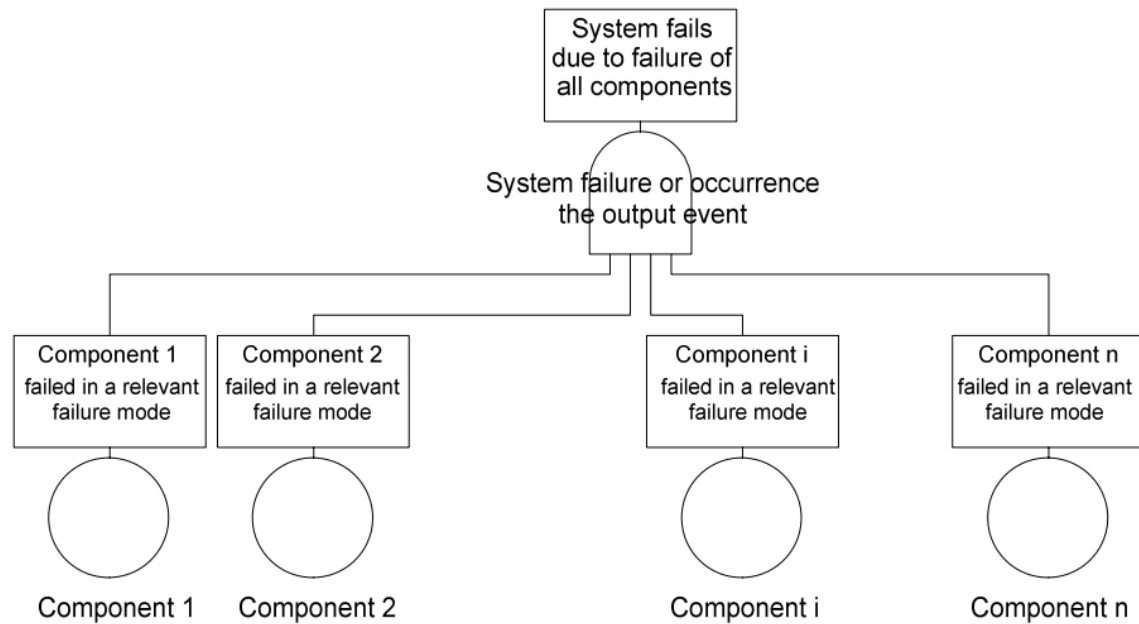 System fails
due to failure of
all components
System failure or occurrence
the output event
Component 1
failed in a relevant
failure mode
Component 2
failed in a relevant
failure mode
Component i
failed in a relevant
failure mode
Component n
failed in a relevant
failure mode
Component 1
Component 2
Component i
Component n